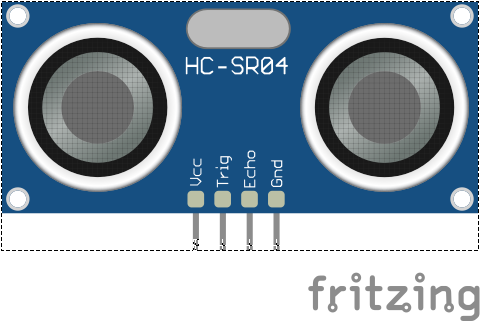 HC-SR04
Vcc
Trig
Echo
Gnd
fritzing